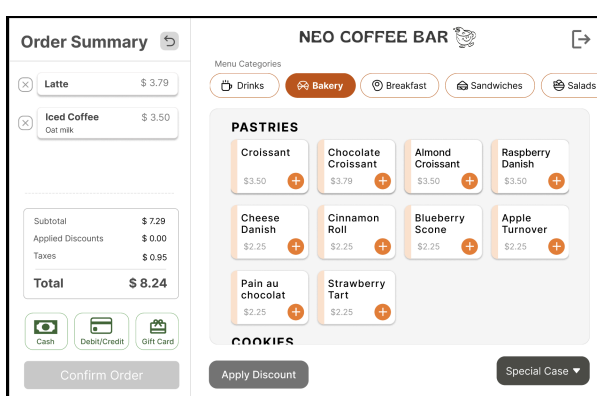 Order Summary
Latte $ 3.79
Iced Coffee $ 3.50
Oat milk
Subtotal $ 7.29
Applied Discounts $ 0.00
Taxes $ 0.95
Total $ 8.24
Cash Debit/Credit Gift Card
Confirm Order
NEO COFFEE BAR
Menu Categories
Drinks Bakery Breakfast Sandwiches Salads
PASTRIES
Croissant
$3.50
Chocolate
Croissant
$3.79
Almond
Croissant
$3.50
Raspberry
Danish
$3.50
Cheese
Danish
$2.25
Cinnamon
Roll
$2.25
Blueberry
Scone
$2.25
Apple
Turnover
$2.25
Pain au
chocolat
$2.25
Strawberry
Tart
$2.25
COOKIES
Apply Discount
Special Case